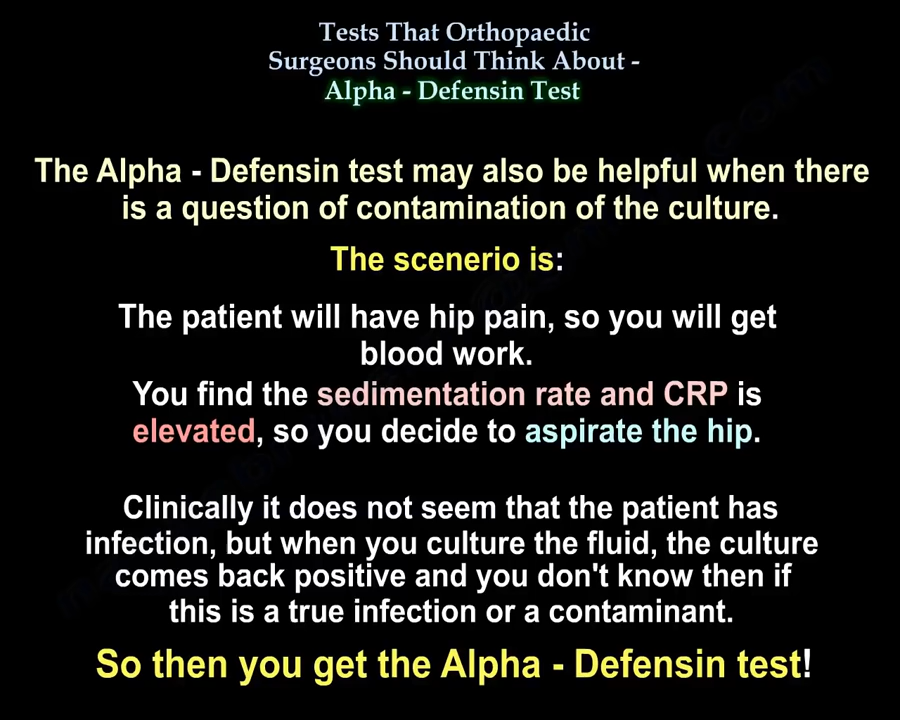 Tests That Orthopaedic
Surgeons Should Think About -
Alpha - Defensin Test
The Alpha - Defensin test may also be helpful when there
is a question of contamination of the culture.
The scenerio is:
The patient will have hip pain, so you will get
blood work.
You find the sedimentation rate and CRP is
elevated, so you decide to aspirate the hip.
Clinically it does not seem that the patient has
infection, but when you culture the fluid, the culture
comes back positive and you don't know then if
this is a true infection or a contaminant.
So then you get the Alpha - Defensin test!